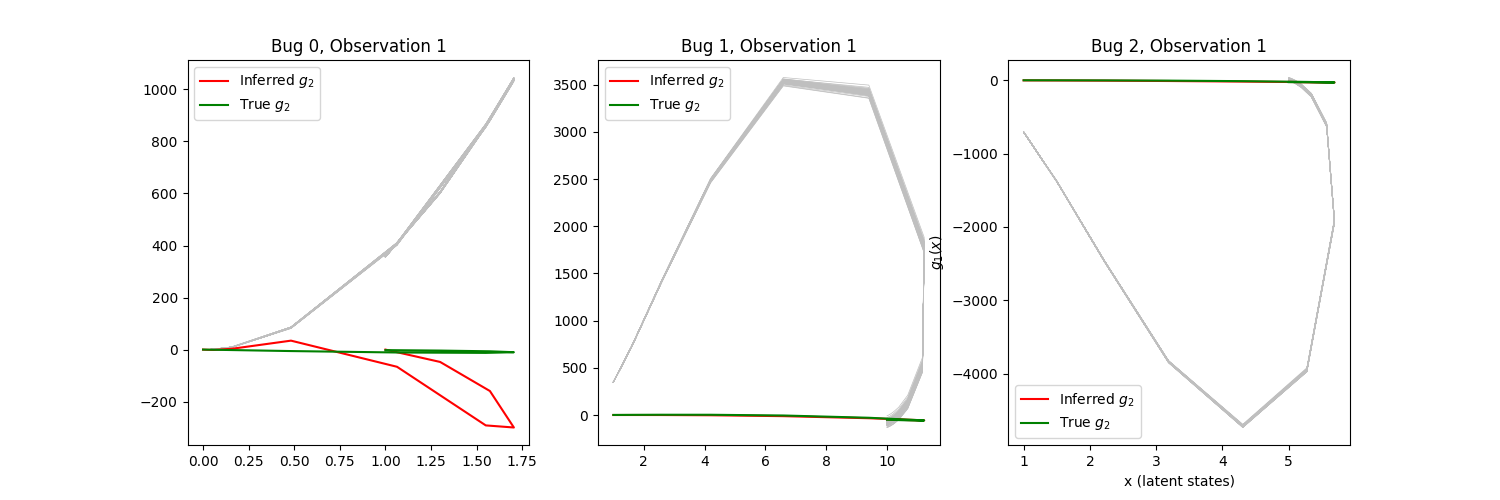 Bug 0, Observation 1
Inferred g₂
True g₂
1000
800
600
400
200
0
−200
0.00 0.25 0.50 0.75 1.00 1.25 1.50 1.75
Bug 1, Observation 1
Inferred g₂
True g₂
3500
3000
2500
2000
1500
1000
500
0
2 4 6 8 10
Bug 2, Observation 1
g₁(x)
0
−1000
−2000
−3000
−4000
Inferred g₂
True g₂
1 2 3 4 5
x (latent states)